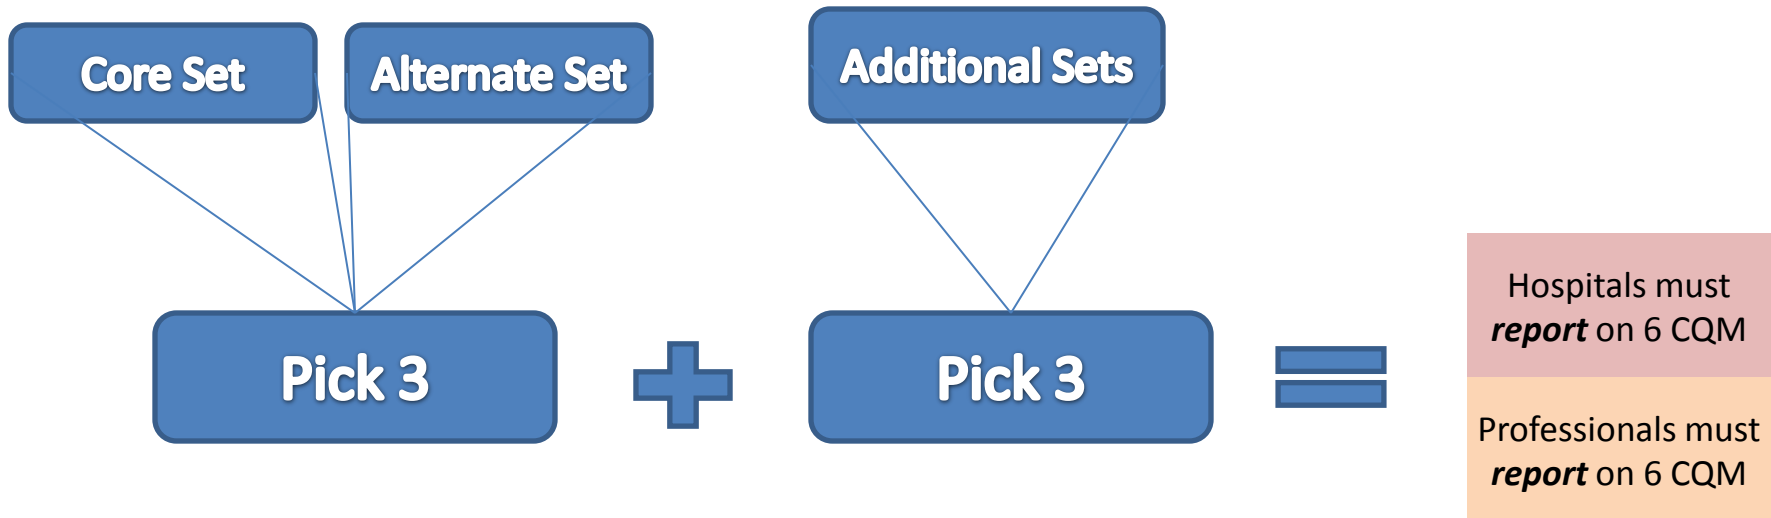 Core Set
Alternate Set
Additional Sets
Pick 3
Pick 3
Hospitals must
report on 6 CQM
Professionals must
report on 6 CQM